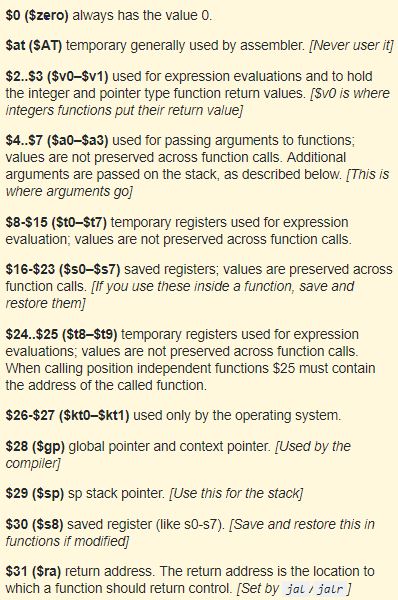 $0 ($zero) always has the value 0.
$at ($AT) temporary generally used by assembler. [Never user it]
$2..$3 ($v0–$v1) used for expression evaluations and to hold
the integer and pointer type function return values. [$v0 is where
integers functions put their return value]
$4..$7 ($a0–$a3) used for passing arguments to functions;
values are not preserved across function calls. Additional
arguments are passed on the stack, as described below. [This is
where arguments go]
$8-$15 ($t0–$t7) temporary registers used for expression
evaluation; values are not preserved across function calls.
$16-$23 ($s0–$s7) saved registers; values are preserved across
function calls. [If you use these inside a function, save and
restore them]
$24..$25 ($t8–$t9) temporary registers used for expression
evaluations; values are not preserved across function calls.
When calling position independent functions $25 must contain
the address of the called function.
$26-$27 ($kt0–$kt1) used only by the operating system.
$28 ($gp) global pointer and context pointer. [Used by the
compiler]
$29 ($sp) sp stack pointer. [Use this for the stack]
$30 ($s8) saved register (like s0-s7). [Save and restore this in
functions if modified]
$31 ($ra) return address. The return address is the location to
which a function should return control. [Set by jal / jalr ]